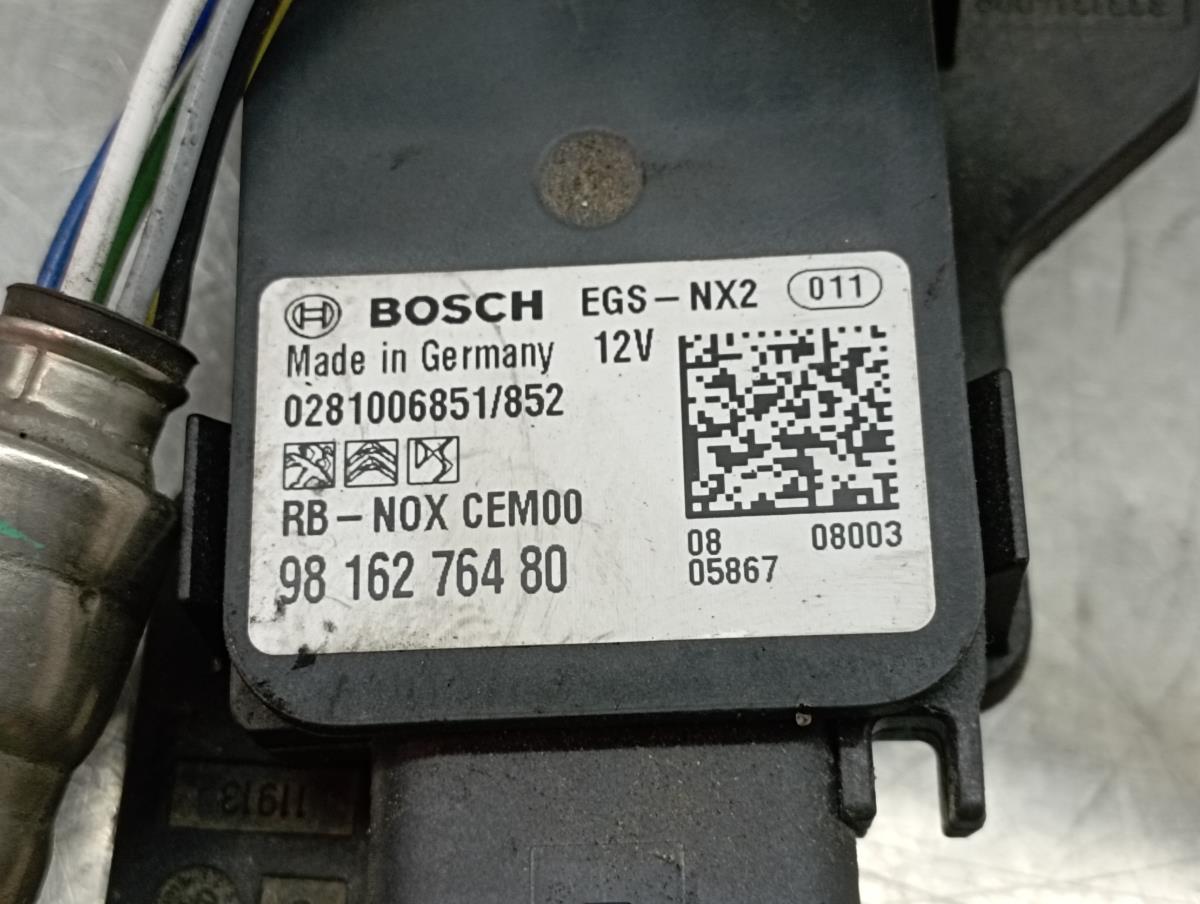 BOSCH EGS-NX2 011
Made in Germany 12V
0281006851/852
RB-NOX CEM00
98 162 764 80
08 08003
05867
11913